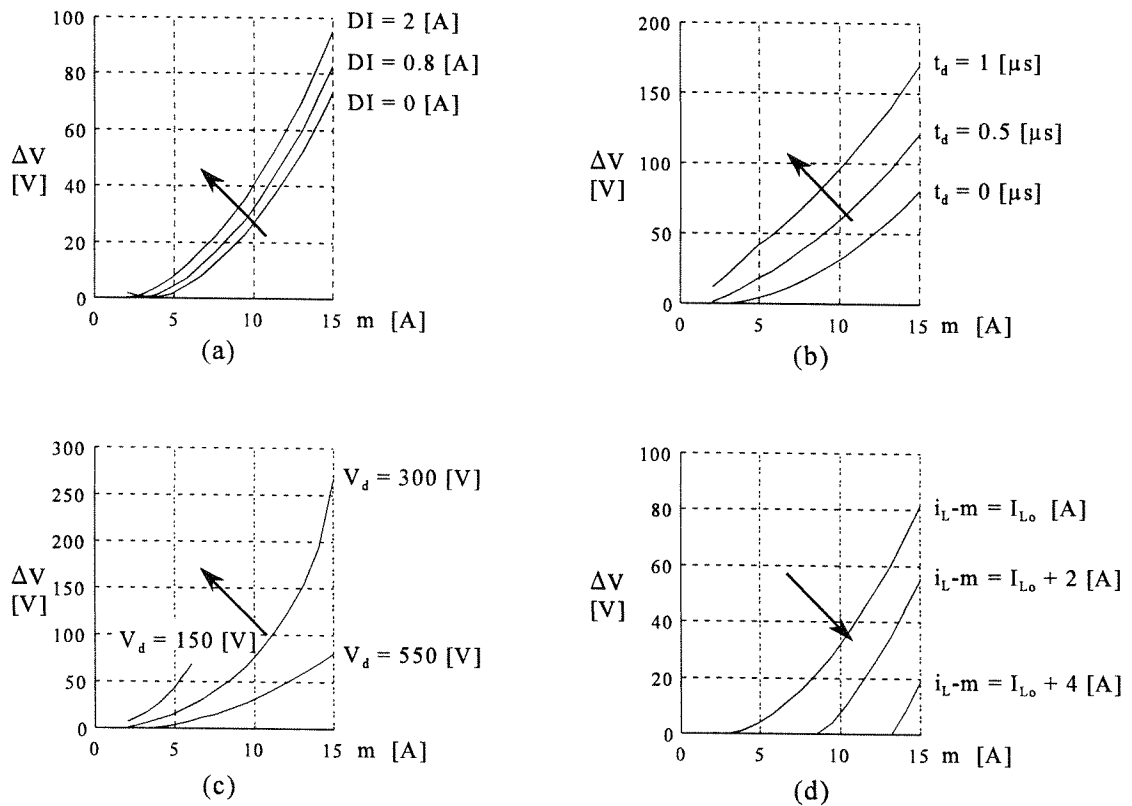 100
80
60
40
20
0
ΔV
[V]
DI = 2 [A]
DI = 0.8 [A]
DI = 0 [A]
0 5 10 15 m [A]
(a)
200
150
100
50
0
ΔV
[V]
t_d = 1 [μs]
t_d = 0.5 [μs]
t_d = 0 [μs]
0 5 10 15 m [A]
(b)
300
250
200
150
100
50
0
ΔV
[V]
V_d = 300 [V]
V_d = 150 [V]
V_d = 550 [V]
0 5 10 15 m [A]
(c)
100
80
60
40
20
0
ΔV
[V]
i_L-m = I_Lo [A]
i_L-m = I_Lo + 2 [A]
i_L-m = I_Lo + 4 [A]
0 5 10 15 m [A]
(d)